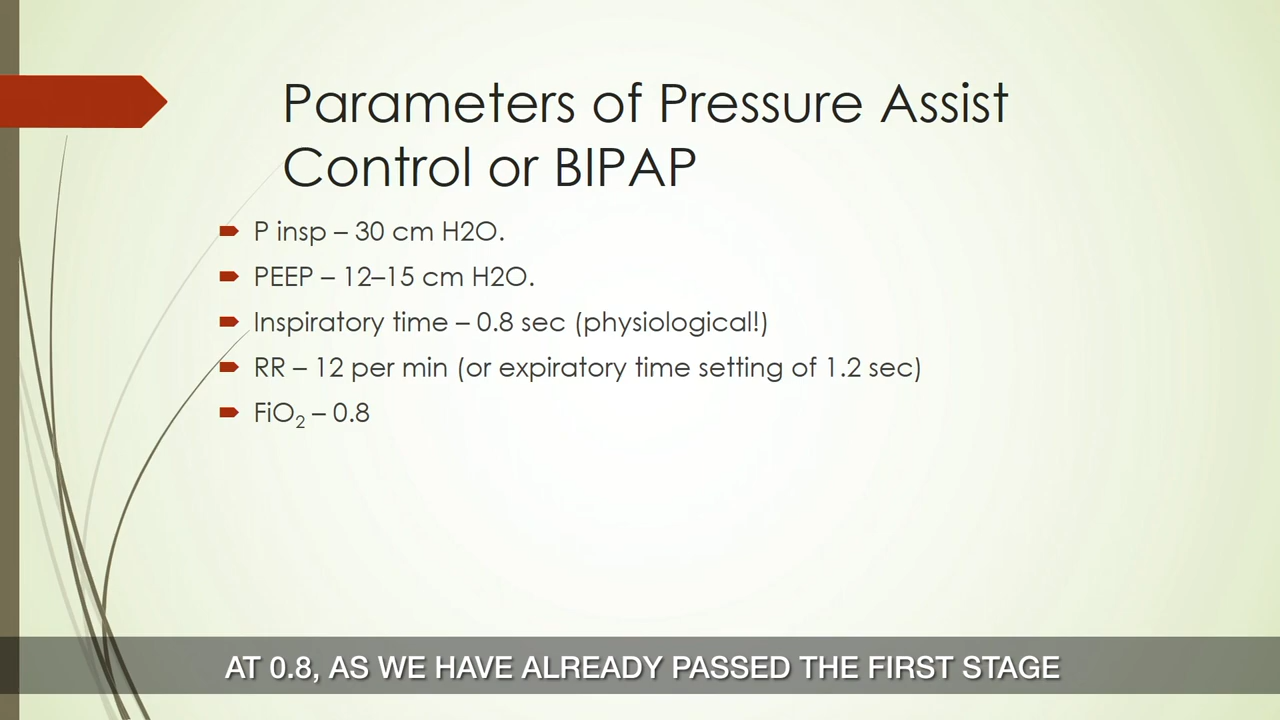 Parameters of Pressure Assist
Control or BIPAP
P insp – 30 cm H2O.
PEEP – 12–15 cm H2O.
Inspiratory time – 0.8 sec (physiological!)
RR – 12 per min (or expiratory time setting of 1.2 sec)
FiO₂ – 0.8
AT 0.8, AS WE HAVE ALREADY PASSED THE FIRST STAGE